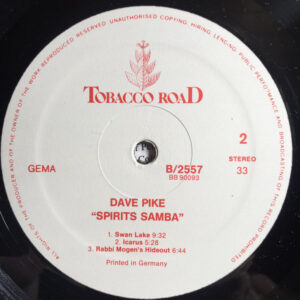 ALL RIGHTS OF THE PRODUCER AND OF THE OWNER OF THE WORK REPRODUCED RESERVED UNAUTHORISED COPYING, HIRING, LENDING, PUBLIC PERFORMANCE AND BROADCASTING OF THIS RECORD PROHIBITED
TOBACCO ROAD
2
GEMA
B/2557
BB 90093
STEREO
33
DAVE PIKE
“SPIRITS SAMBA”
1. Swan Lake 9:32
2. Icarus 5:28
3. Rabbi Mogen's Hideout 6:44
Printed in Germany